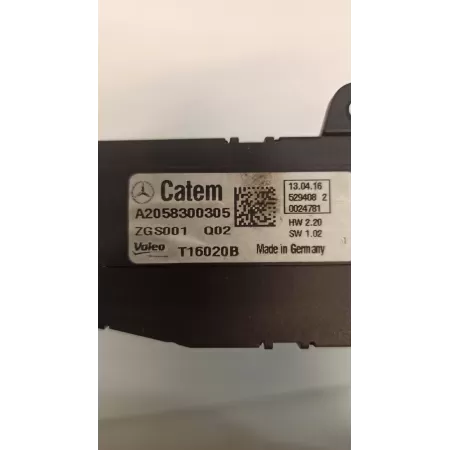 Catem
A2058300305
ZGS001 Q02
Valeo T16020B
13.04.16
529408 2
0024781
HW 2.20
SW 1.02
Made in Germany